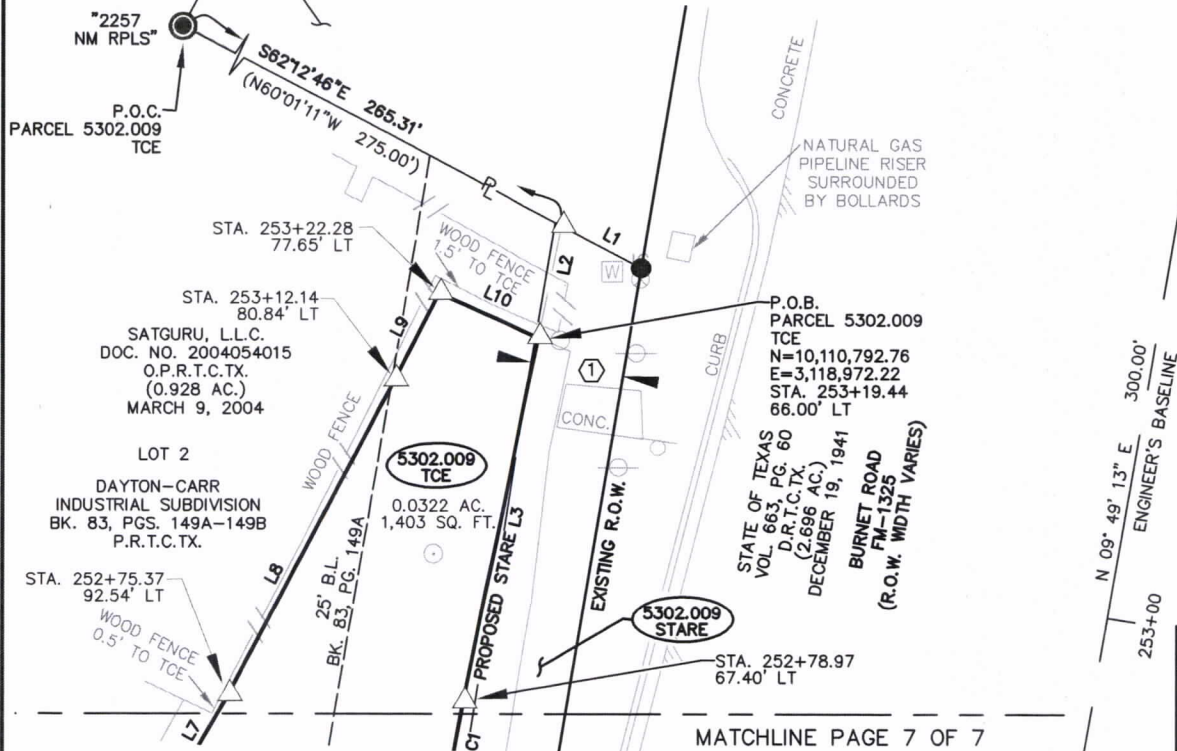 "2257
NM RPLS"
P.O.C.
PARCEL 5302.009
TCE
S62°12'46"E 265.31'
(N60°01'11"W 275.00')
PL
CONCRETE
NATURAL GAS
PIPELINE RISER
SURROUNDED
BY BOLLARDS
STA. 253+22.28
77.65' LT
WOOD FENCE
1.5' TO TCE
L10
L2
L1
W
STA. 253+12.14
80.84' LT
L9
SATGURU, L.L.C.
DOC. NO. 2004054015
O.P.R.T.C.TX.
(0.928 AC.)
MARCH 9, 2004
LOT 2
DAYTON-CARR
INDUSTRIAL SUBDIVISION
BK. 83, PGS. 149A-149B
P.R.T.C.TX.
P.O.B.
PARCEL 5302.009
TCE
N=10,110,792.76
E=3,118,972.22
STA. 253+19.44
66.00' LT
1
CONC.
CURB
WOOD FENCE
5302.009
TCE
0.0322 AC.
1,403 SQ. FT.
L8
25' B.L.
BK. 83, PG. 149A
PROPOSED STARE L3
EXISTING R.O.W.
STATE OF TEXAS
VOL. 663, PG. 60
D.R.T.C.TX.
(2.696 AC.)
DECEMBER 19, 1941
BURNET ROAD
FM-1325
(R.O.W. WIDTH VARIES)
N 09° 49' 13" E 300.00'
ENGINEER'S BASELINE
253+00
STA. 252+75.37
92.54' LT
WOOD FENCE
0.5' TO TCE
5302.009
STARE
STA. 252+78.97
67.40' LT
L7
C1
MATCHLINE PAGE 7 OF 7